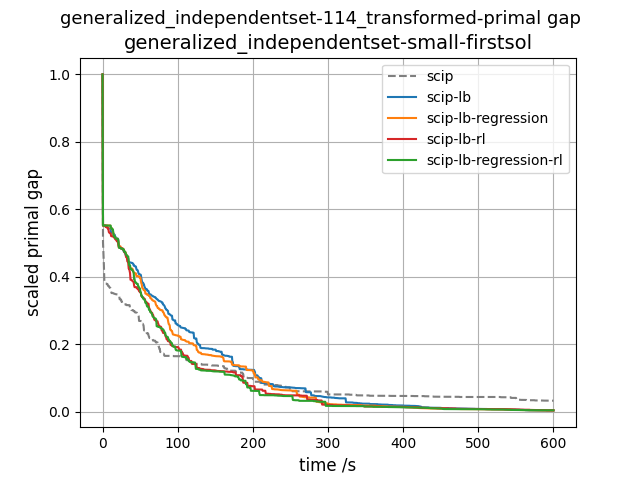 generalized_independentset-114_transformed-primal gap
generalized_independentset-small-firstsol
scip
scip-lb
scip-lb-regression
scip-lb-rl
scip-lb-regression-rl
scaled primal gap
1.0
0.8
0.6
0.4
0.2
0.0
0 100 200 300 400 500 600
time /s